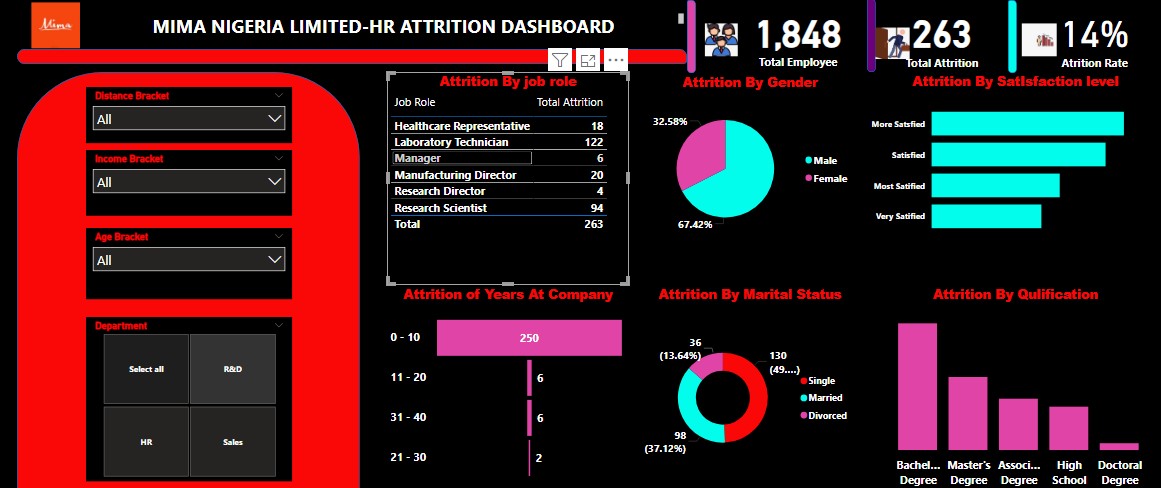 Mima
MIMA NIGERIA LIMITED-HR ATTRITION DASHBOARD
1,848
Total Employee
263
Total Attrition
14%
Atrition Rate
Distance Bracket
All
Income Bracket
All
Age Bracket
All
Department
Select all
R&D
HR
Sales
Attrition By job role
Job Role Total Attrition
Healthcare Representative 18
Laboratory Technician 122
Manager 6
Manufacturing Director 20
Research Director 4
Research Scientist 94
Total 263
Attrition By Gender
32.58%
67.42%
Male
Female
Attrition By Satisfaction level
More Satsfied
Satisfied
Most Satified
Very Satified
Attrition of Years At Company
0 - 10 250
11 - 20 6
31 - 40 6
21 - 30 2
Attrition By Marital Status
36
(13.64%)
130
(49....)
98
(37.12%)
Single
Married
Divorced
Attrition By Qulification
Bachel...
Degree
Master's
Degree
Associ...
Degree
High
School
Doctoral
Degree